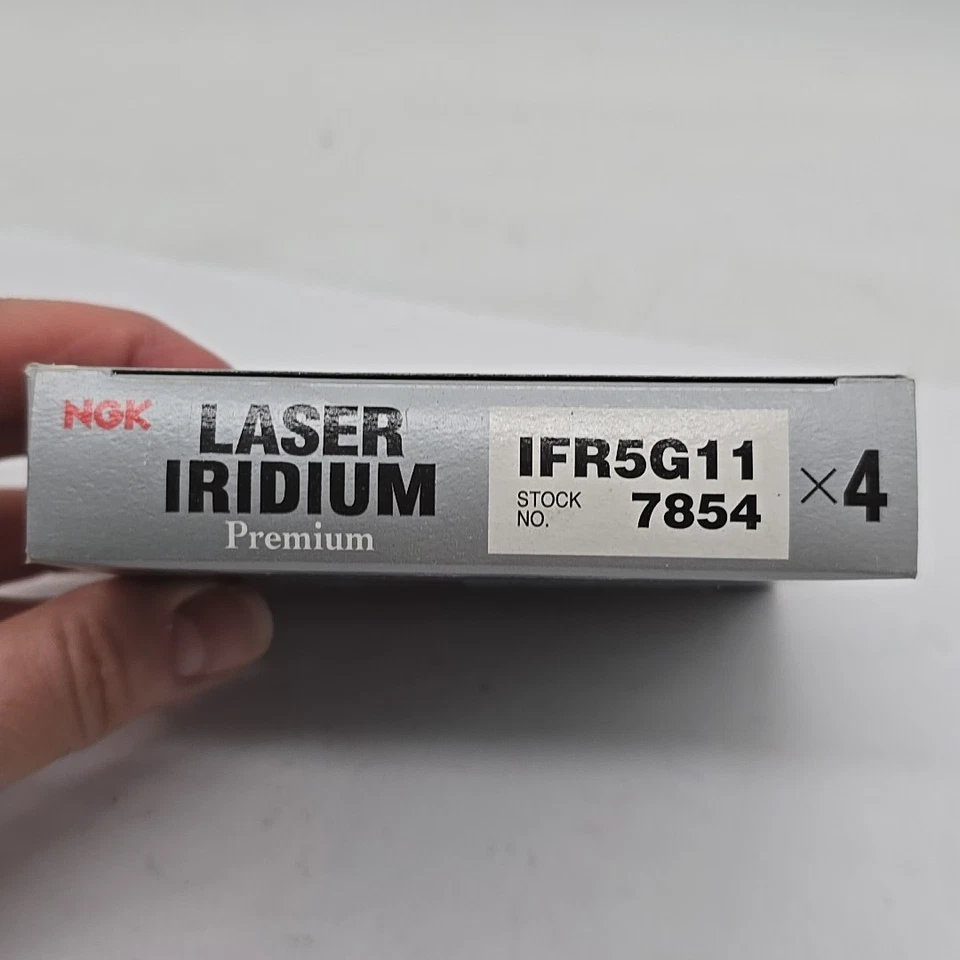 NGK
LASER
IRIDIUM
Premium
IFR5G11
STOCK
NO. 7854
×4